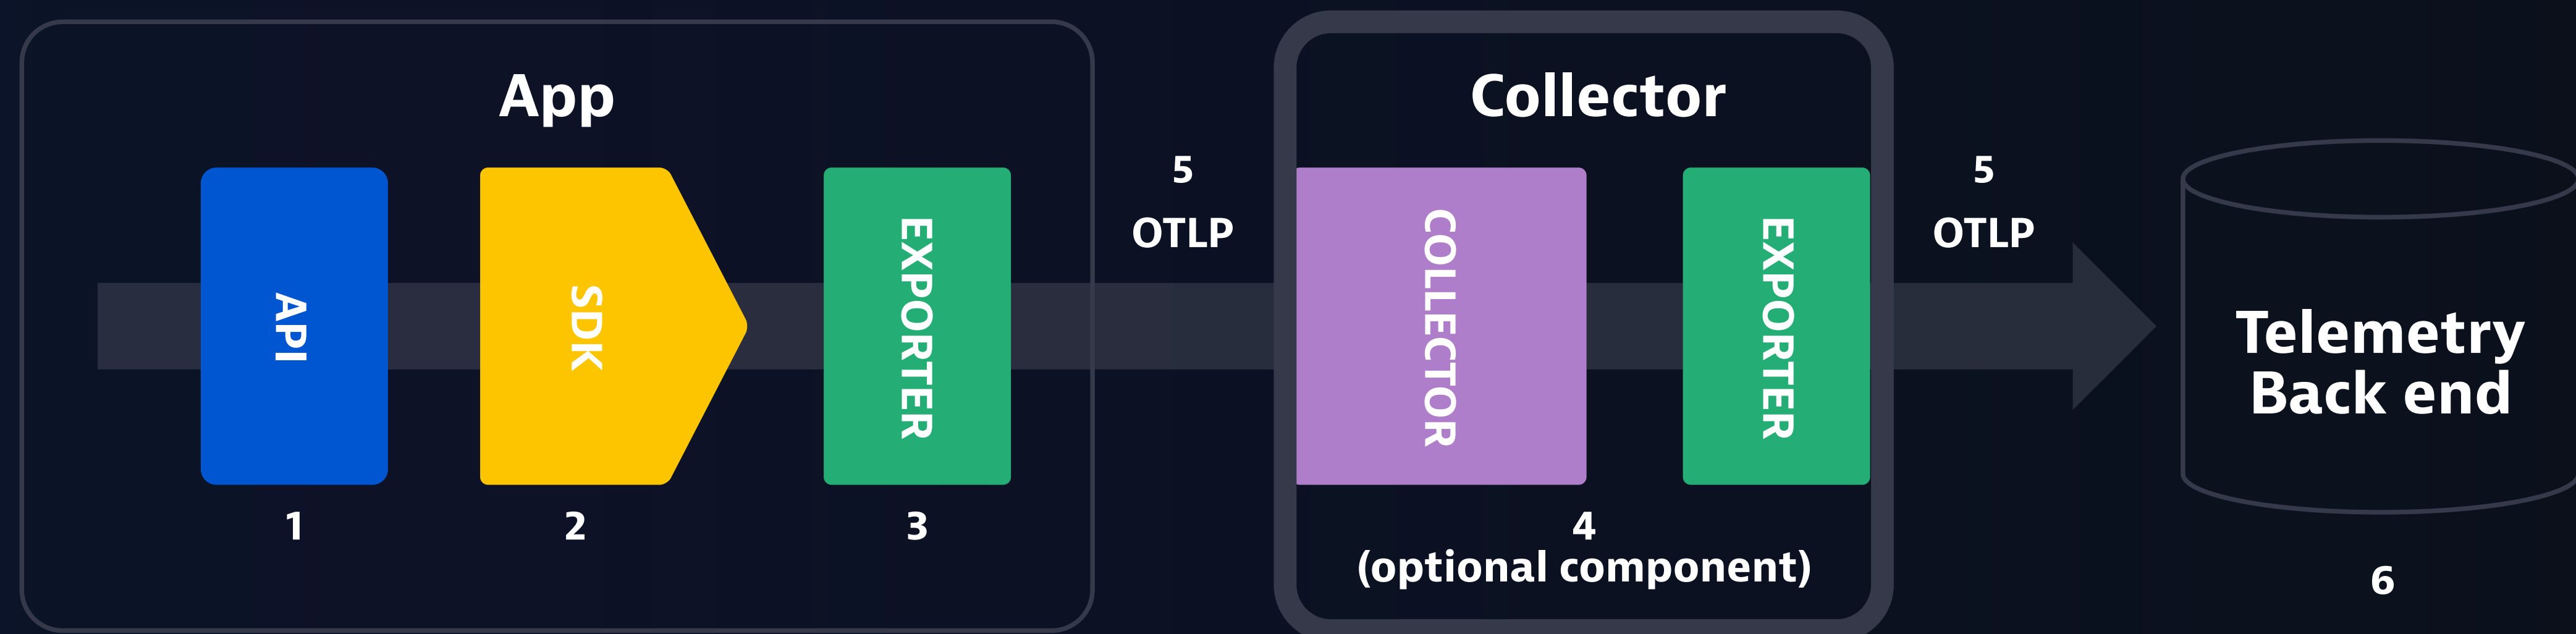 App
API
1
SDK
2
EXPORTER
3
5
OTLP
Collector
COLLECTOR
EXPORTER
4
(optional component)
5
OTLP
Telemetry
Back end
6